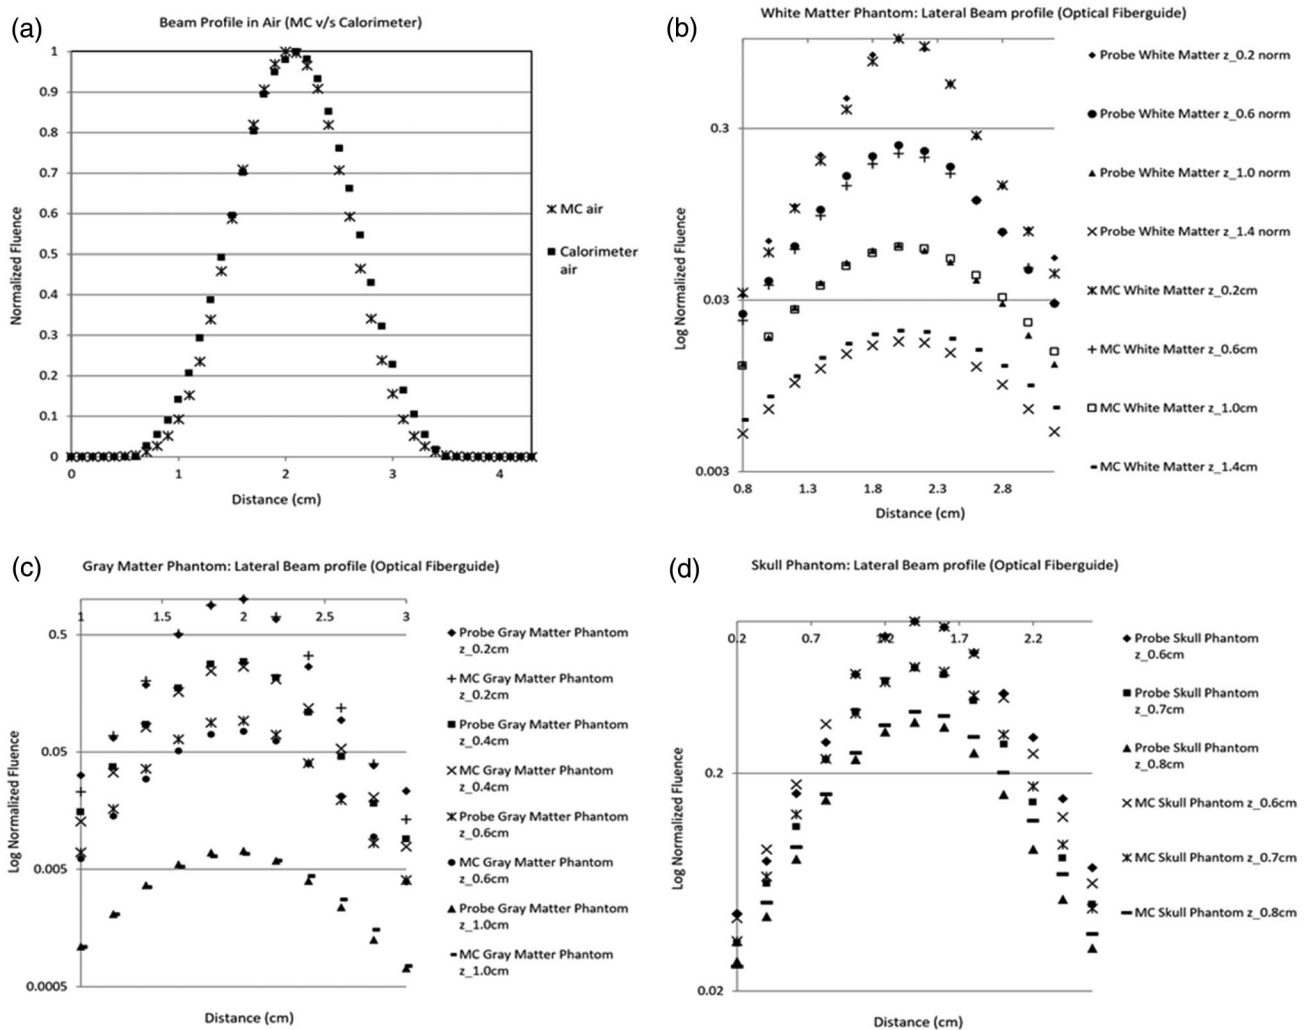 (a)
Beam Profile in Air (MC v/s Calorimeter)
Normalized Fluence
1
0.9
0.8
0.7
0.6
0.5
0.4
0.3
0.2
0.1
0
0 1 2 3 4
Distance (cm)
MC air
Calorimeter
air
(b)
White Matter Phantom: Lateral Beam profile (Optical Fiberguide)
Log Normalized Fluence
0.3
0.03
0.003
0.8 1.3 1.8 2.3 2.8
Distance (cm)
Probe White Matter z_0.2 norm
Probe White Matter z_0.6 norm
Probe White Matter z_1.0 norm
Probe White Matter z_1.4 norm
MC White Matter z_0.2cm
MC White Matter z_0.6cm
MC White Matter z_1.0cm
MC White Matter z_1.4cm
(c)
Gray Matter Phantom: Lateral Beam profile (Optical Fiberguide)
Log Normalized Fluence
1 1.5 2 2.5 3
0.5
0.05
0.005
0.0005
Distance (cm)
Probe Gray Matter Phantom
z_0.2cm
MC Gray Matter Phantom
z_0.2cm
Probe Gray Matter Phantom
z_0.4cm
MC Gray Matter Phantom
z_0.4cm
Probe Gray Matter Phantom
z_0.6cm
MC Gray Matter Phantom
z_0.6cm
Probe Gray Matter Phantom
z_1.0cm
MC Gray Matter Phantom
z_1.0cm
(d)
Skull Phantom: Lateral Beam profile (Optical Fiberguide)
Log Normalized Fluence
0.2 0.7 1.2 1.7 2.2
0.2
0.02
Distance (cm)
Probe Skull Phantom
z_0.6cm
Probe Skull Phantom
z_0.7cm
Probe Skull Phantom
z_0.8cm
MC Skull Phantom z_0.6cm
MC Skull Phantom z_0.7cm
MC Skull Phantom z_0.8cm